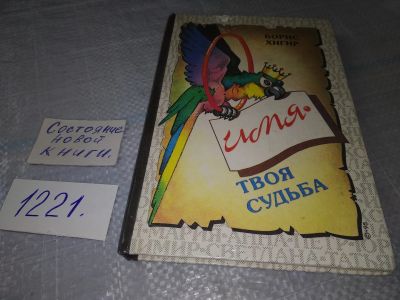 БОРИС
ХИГИР
ИМЯ.
ТВОЯ
СУДЬБА
Состояние
новой
книги.
1221.